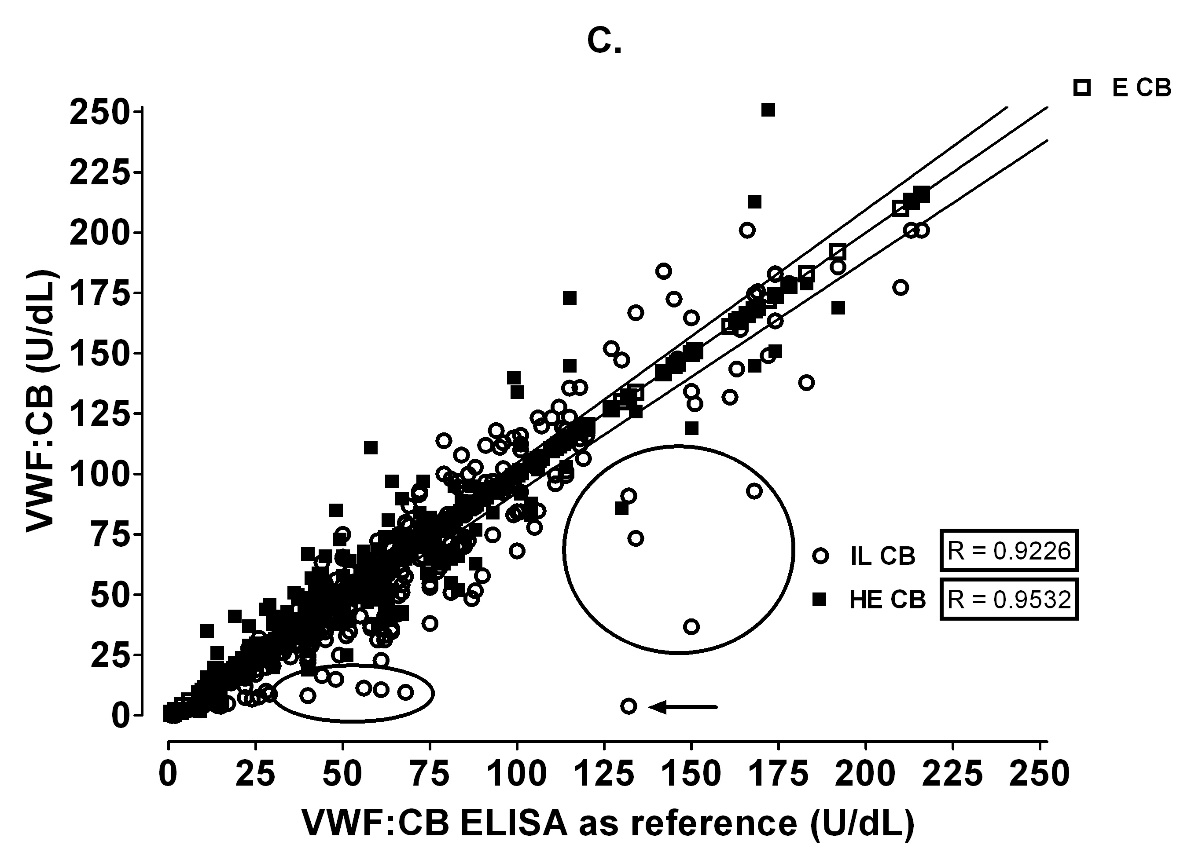 C.
E CB
250
225
200
175
150
125
100
75
50
25
0
VWF:CB (U/dL)
IL CB R = 0.9226
HE CB R = 0.9532
0 25 50 75 100 125 150 175 200 225 250
VWF:CB ELISA as reference (U/dL)